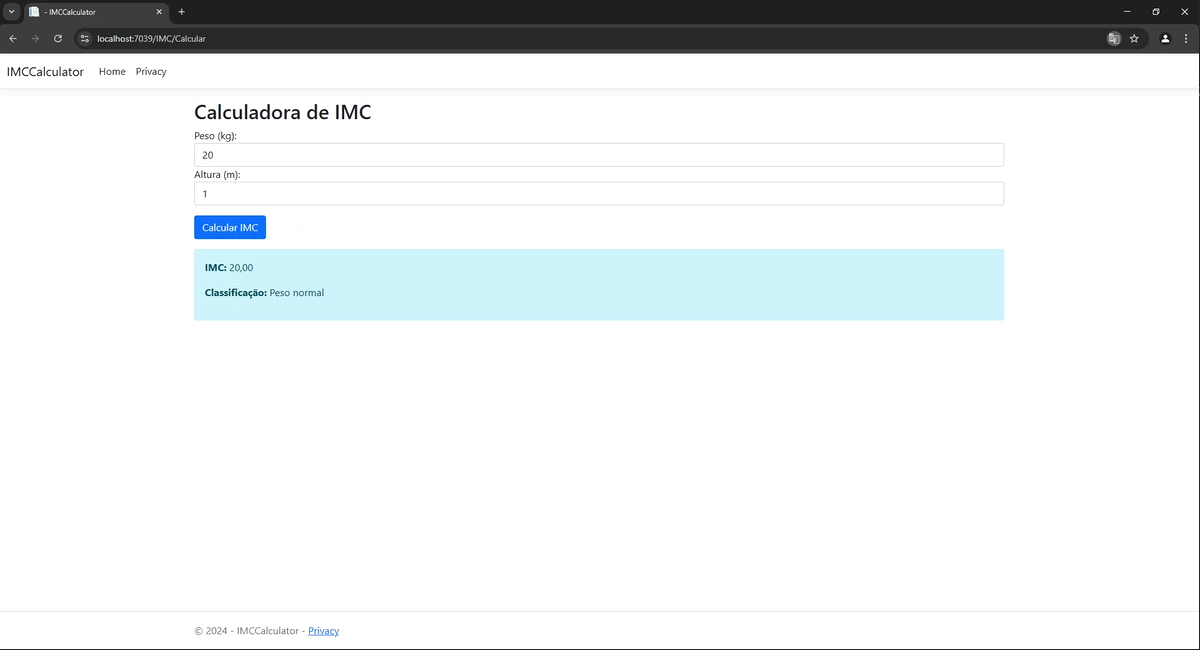 - IMCCalculator
localhost:7039/IMC/Calcular
IMCCalculator Home Privacy
Calculadora de IMC
Peso (kg):
20
Altura (m):
1
Calcular IMC
IMC: 20,00
Classificação: Peso normal
© 2024 - IMCCalculator - Privacy